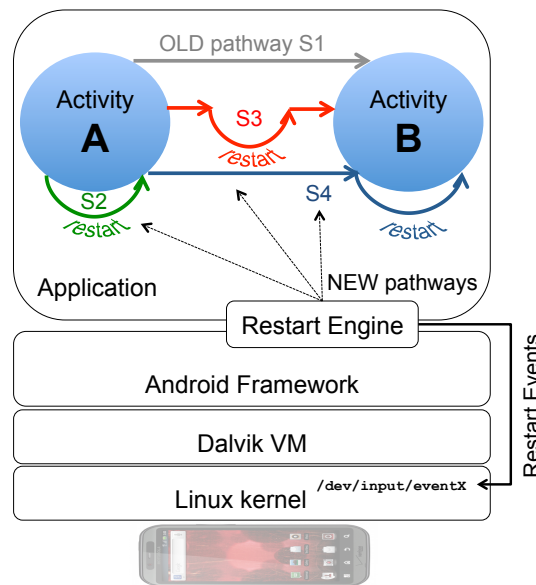 OLD pathway S1
Activity
A
Activity
B
S3
restart
S2
restart
S4
restart
NEW pathways
Application
Restart Engine
Restart Events
Android Framework
Dalvik VM
/dev/input/eventX
Linux kernel